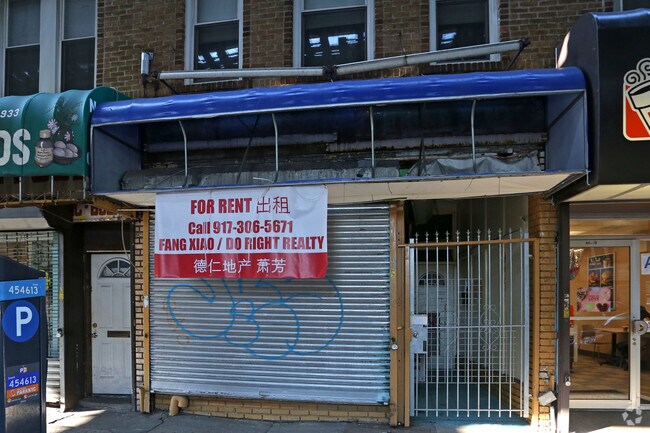 933
OS
FOR RENT 出租
Call 917-306-5671
FANG XIAO / DO RIGHT REALTY
德仁地产 萧芳
454613
P
454613